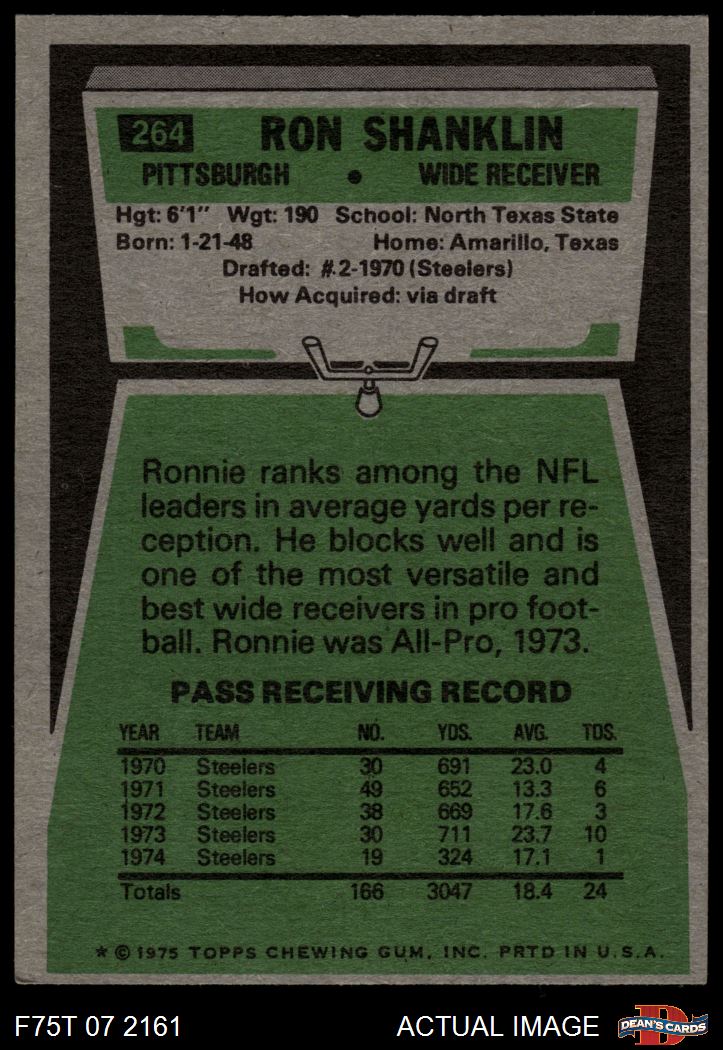 264 RON SHANKLIN
PITTSBURGH • WIDE RECEIVER
Hgt: 6'1" Wgt: 190 School: North Texas State
Born: 1-21-48 Home: Amarillo, Texas
Drafted: #2-1970 (Steelers)
How Acquired: via draft
Ronnie ranks among the NFL
leaders in average yards per re-
ception. He blocks well and is
one of the most versatile and
best wide receivers in pro foot-
ball. Ronnie was All-Pro, 1973.
PASS RECEIVING RECORD
YEAR TEAM NO. YDS. AVG. TDS.
1970 Steelers 30 691 23.0 4
1971 Steelers 49 652 13.3 6
1972 Steelers 38 669 17.6 3
1973 Steelers 30 711 23.7 10
1974 Steelers 19 324 17.1 1
Totals 166 3047 18.4 24
* © 1975 TOPPS CHEWING GUM, INC. PRTD IN U.S.A.
F75T 07 2161 ACTUAL IMAGE D DEAN'S CARDS